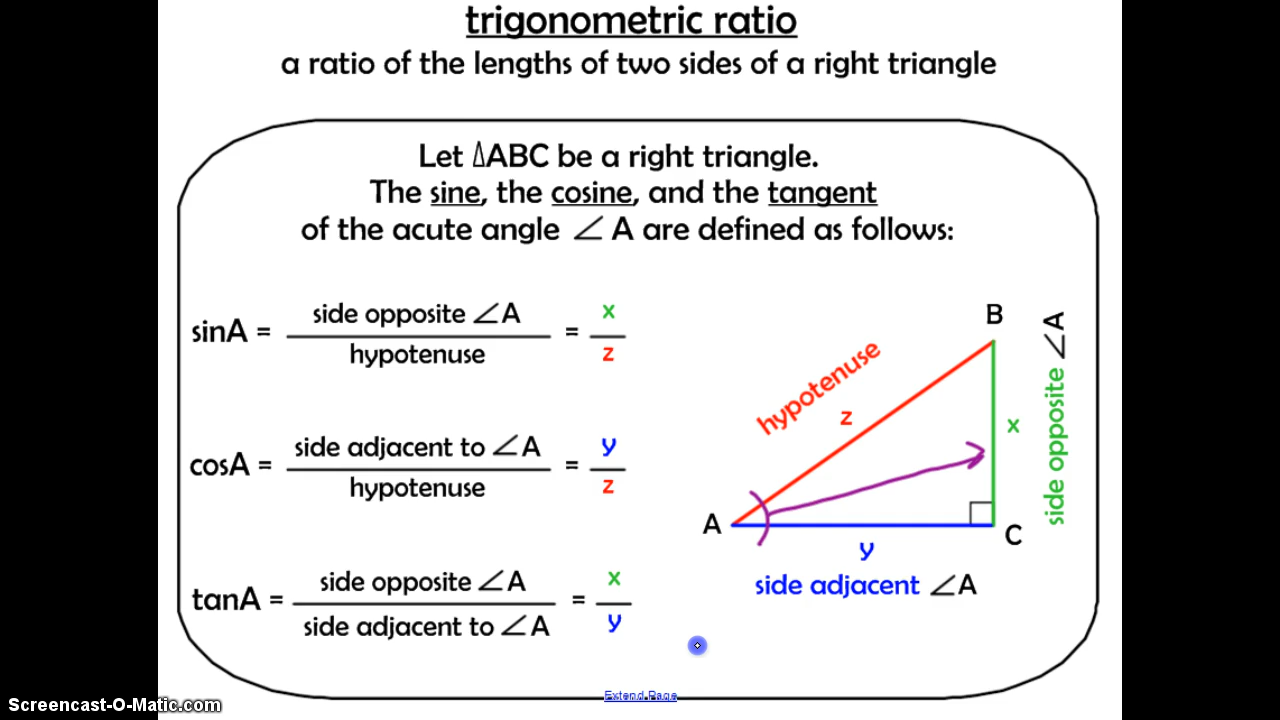 trigonometric ratio
a ratio of the lengths of two sides of a right triangle
Let ΔABC be a right triangle.
The sine, the cosine, and the tangent
of the acute angle ∠A are defined as follows:
sinA = side opposite ∠A / hypotenuse = x / z
cosA = side adjacent to ∠A / hypotenuse = y / z
tanA = side opposite ∠A / side adjacent to ∠A = x / y
B
hypotenuse
z
x
side opposite ∠A
A
C
y
side adjacent ∠A
Extend Page
Screencast-O-Matic.com